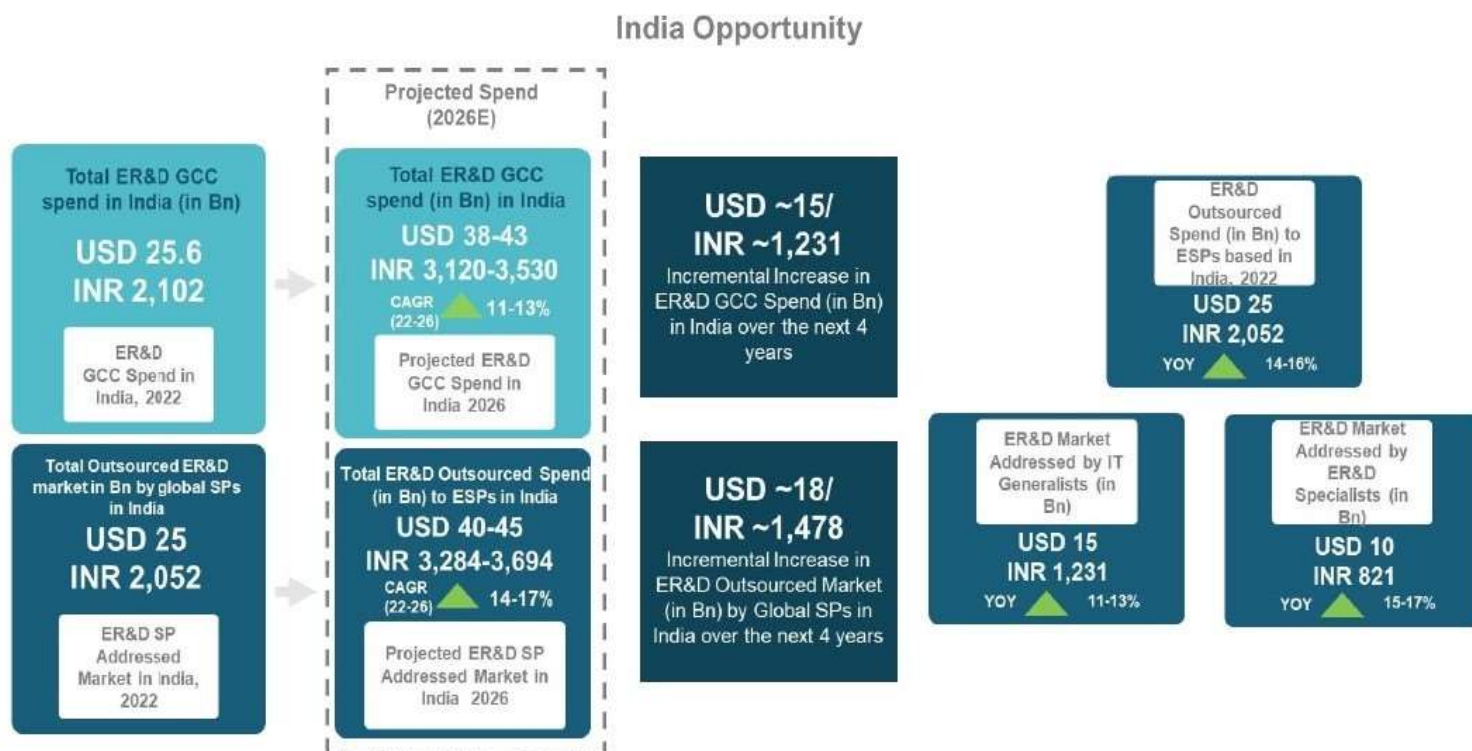 India Opportunity
Projected Spend
(2026E)
Total ER&D GCC
spend in India (in Bn)
USD 25.6
INR 2,102
ER&D
GCC Spend in
India, 2022
Total ER&D GCC
spend (in Bn) in India
USD 38-43
INR 3,120-3,530
CAGR
(22-26)
11-13%
Projected ER&D
GCC Spend in
India 2026
USD ~15/
INR ~1,231
Incremental Increase in
ER&D GCC Spend (in Bn)
in India over the next 4
years
Total Outsourced ER&D
market in Bn by global SPs
in India
USD 25
INR 2,052
ER&D SP
Addressed
Market in India,
2022
Total ER&D Outsourced Spend
(in Bn) to ESPs in India
USD 40-45
INR 3,284-3,694
CAGR
(22-26)
14-17%
Projected ER&D SP
Addressed Market in
India 2026
USD ~18/
INR ~1,478
Incremental Increase in
ER&D Outsourced Market
(in Bn) by Global SPs in
India over the next 4 years
ER&D
Outsourced
Spend (in Bn) to
ESPs based in
India, 2022
USD 25
INR 2,052
YOY 14-16%
ER&D Market
Addressed by IT
Generalists (in
Bn)
USD 15
INR 1,231
YOY 11-13%
ER&D Market
Addressed by
ER&D
Specialists (in
Bn)
USD 10
INR 821
YOY 15-17%